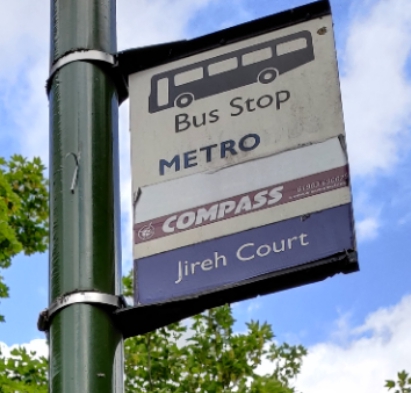 Bus Stop
METRO
COMPASS
Jireh Court